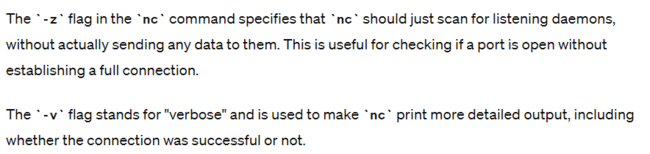 The `-z` flag in the `nc` command specifies that `nc` should just scan for listening daemons,
without actually sending any data to them. This is useful for checking if a port is open without
establishing a full connection.
The `-v` flag stands for "verbose" and is used to make `nc` print more detailed output, including
whether the connection was successful or not.